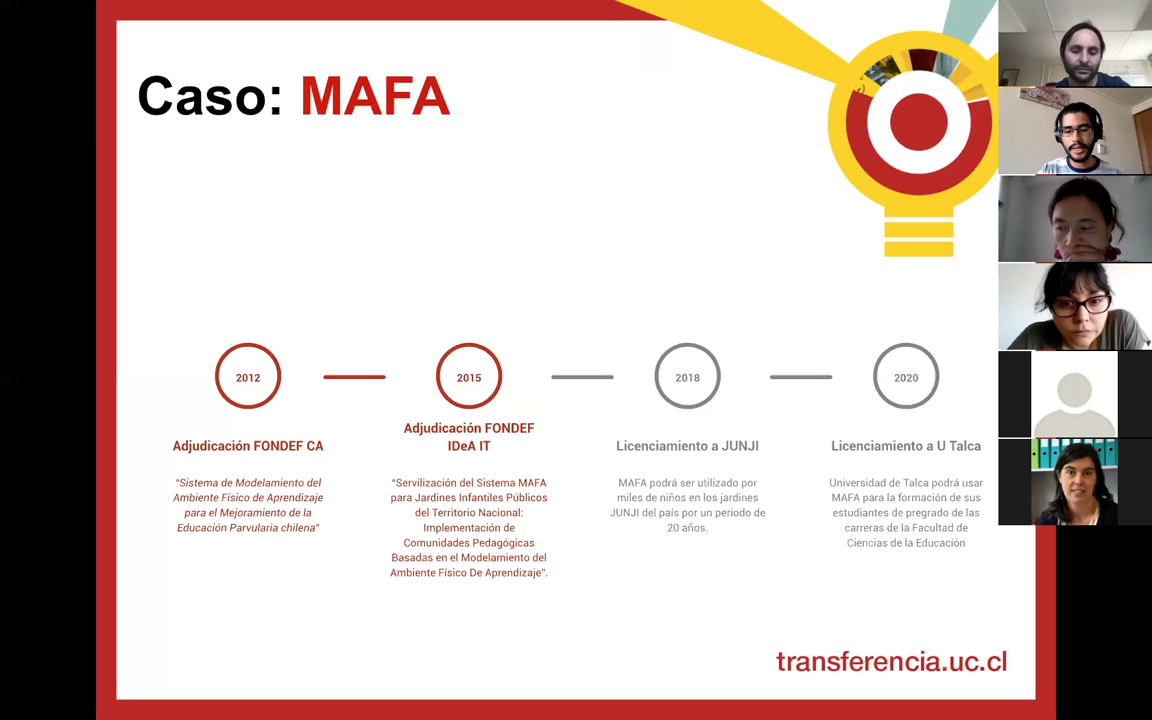 Caso: MAFA
2012
Adjudicación FONDEF CA
“Sistema de Modelamiento del
Ambiente Físico de Aprendizaje
para el Mejoramiento de la
Educación Parvularia chilena”
2015
Adjudicación FONDEF
IDeA IT
“Servilización del Sistema MAFA
para Jardines Infantiles Públicos
del Territorio Nacional:
Implementación de
Comunidades Pedagógicas
Basadas en el Modelamiento del
Ambiente Físico De Aprendizaje”.
2018
Licenciamiento a JUNJI
MAFA podrá ser utilizado por
miles de niños en los jardines
JUNJI del país por un periodo de
20 años.
2020
Licenciamiento a U Talca
Universidad de Talca podrá usar
MAFA para la formación de sus
estudiantes de pregrado de las
carreras de la Facultad de
Ciencias de la Educación
transferencia.uc.cl